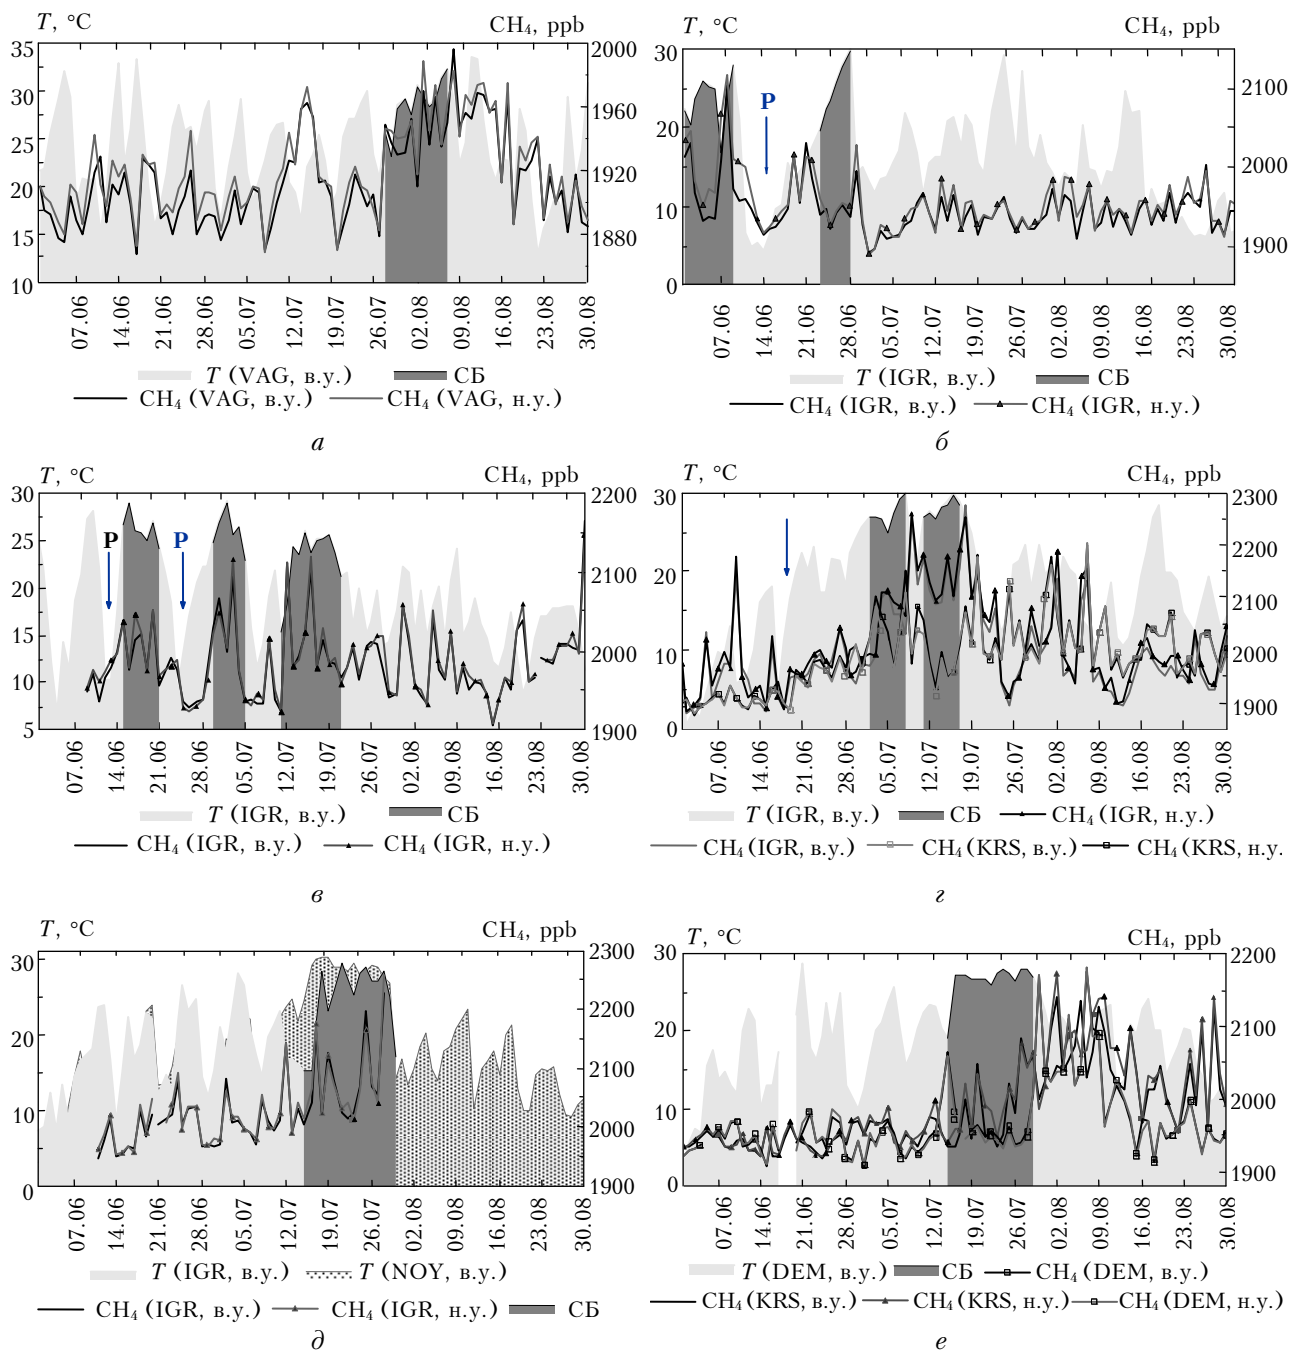 T, °C CH₄, ppb
35 30 25 20 15 10
2000 1960 1920 1880
07.06 14.06 21.06 28.06 05.07 12.07 19.07 26.07 02.08 09.08 16.08 23.08 30.08
T (VAG, в.у.) СБ
CH₄ (VAG, в.у.) CH₄ (VAG, н.у.)
а
T, °C CH₄, ppb
30 20 10 0
2100 2000 1900
P
07.06 14.06 21.06 28.06 05.07 12.07 19.07 26.07 02.08 09.08 16.08 23.08 30.08
T (IGR, в.у.) СБ
CH₄ (IGR, в.у.) CH₄ (IGR, н.у.)
б
T, °C CH₄, ppb
30 25 20 15 10 5
2200 2100 2000 1900
P P
07.06 14.06 21.06 28.06 05.07 12.07 19.07 26.07 02.08 09.08 16.08 23.08 30.08
T (IGR, в.у.) СБ
CH₄ (IGR, в.у.) CH₄ (IGR, н.у.)
в
T, °C CH₄, ppb
30 20 10 0
2300 2200 2100 2000 1900
07.06 14.06 21.06 28.06 05.07 12.07 19.07 26.07 02.08 09.08 16.08 23.08 30.08
T (IGR, в.у.) СБ CH₄ (IGR, н.у.)
CH₄ (IGR, в.у.) CH₄ (KRS, в.у.) CH₄ (KRS, н.у.
г
T, °C CH₄, ppb
30 20 10 0
2300 2200 2100 2000 1900
07.06 14.06 21.06 28.06 05.07 12.07 19.07 26.07 02.08 09.08 16.08 23.08 30.08
T (IGR, в.у.) T (NOY, в.у.)
CH₄ (IGR, в.у.) CH₄ (IGR, н.у.) СБ
д
T, °C CH₄, ppb
30 20 10 0
2200 2100 2000 1900
07.06 14.06 21.06 28.06 05.07 12.07 19.07 26.07 02.08 09.08 16.08 23.08 30.08
T (DEM, в.у.) СБ CH₄ (DEM, в.у.)
CH₄ (KRS, в.у.) CH₄ (KRS, н.у.) CH₄ (DEM, н.у.)
е